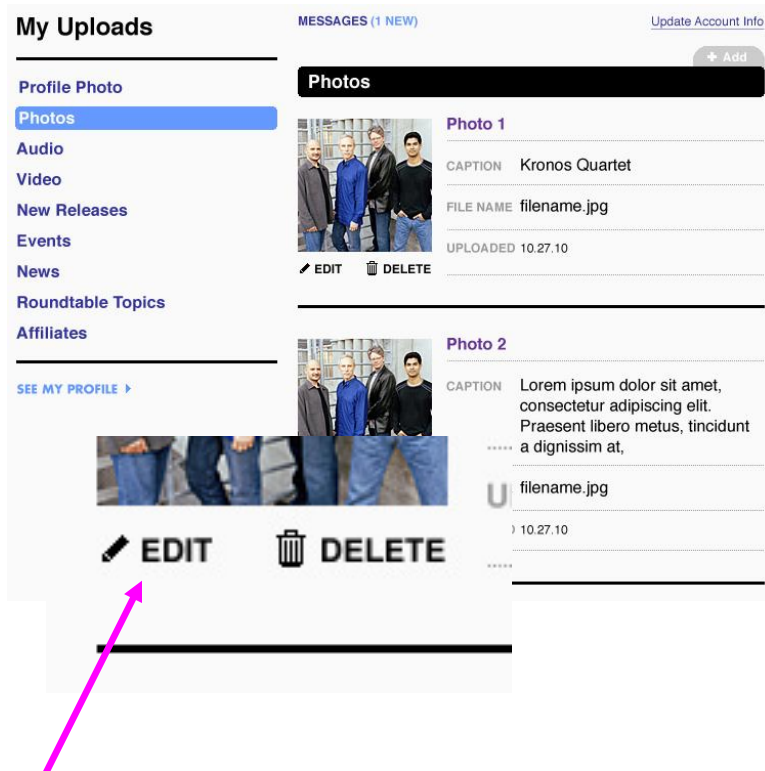 My Uploads
MESSAGES (1 NEW)
Update Account Info
+ Add
Profile Photo
Photos
Audio
Video
New Releases
Events
News
Roundtable Topics
Affiliates
SEE MY PROFILE
Photos
Photo 1
CAPTION Kronos Quartet
FILE NAME filename.jpg
UPLOADED 10.27.10
EDIT DELETE
Photo 2
CAPTION Lorem ipsum dolor sit amet,
consectetur adipiscing elit.
Praesent libero metus, tincidunt
a dignissim at,
filename.jpg
10.27.10
EDIT DELETE